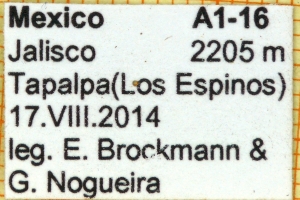 Mexico A1-16
Jalisco 2205 m
Tapalpa(Los Espinos)
17.VIII.2014
leg. E. Brockmann &
G. Nogueira